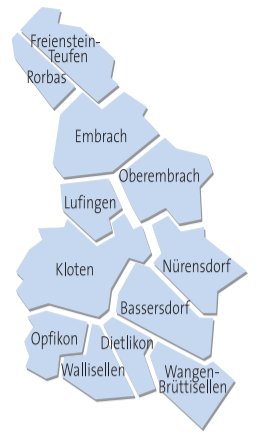 Freienstein-
Teufen
Rorbas
Embrach
Oberembrach
Lufingen
Kloten
Nürensdorf
Bassersdorf
Opfikon
Dietlikon
Wallisellen
Wangen-
Brüttisellen